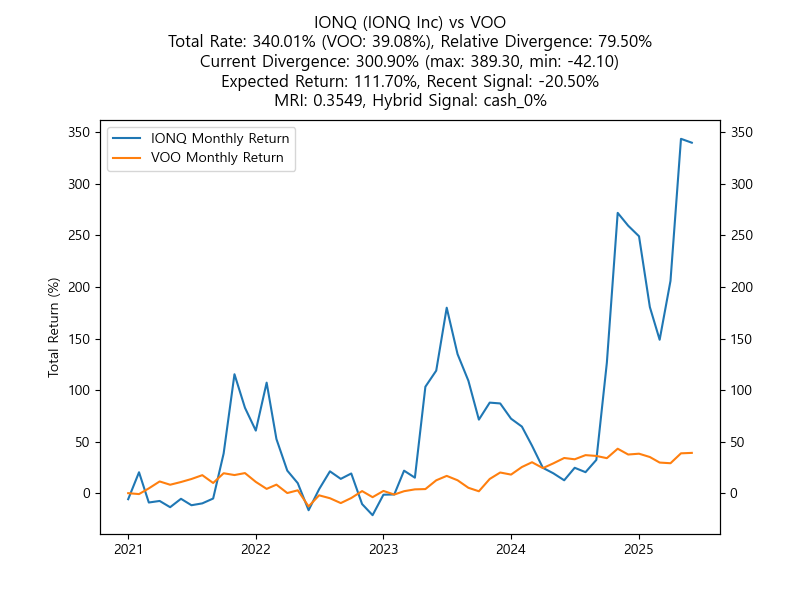 IONQ (IONQ Inc) vs VOO
Total Rate: 340.01% (VOO: 39.08%), Relative Divergence: 79.50%
Current Divergence: 300.90% (max: 389.30, min: -42.10)
Expected Return: 111.70%, Recent Signal: -20.50%
MRI: 0.3549, Hybrid Signal: cash_0%
IONQ Monthly Return
VOO Monthly Return
Total Return (%)
350
300
250
200
150
100
50
0
350
300
250
200
150
100
50
0
2021
2022
2023
2024
2025